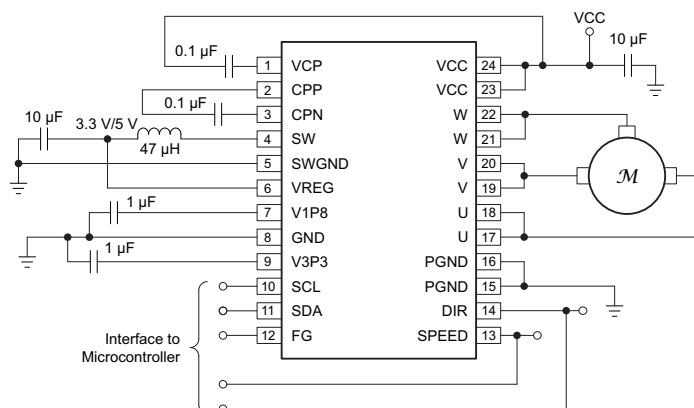 VCC
0.1 µF
10 µF
1 VCP VCC 24
2 CPP VCC 23
0.1 µF
3 CPN W 22
10 µF
3.3 V/5 V
47 µH
4 SW W 21
5 SWGND V 20
6 VREG V 19
M
1 µF
7 V1P8 U 18
8 GND U 17
1 µF
9 V3P3 PGND 16
10 SCL PGND 15
11 SDA DIR 14
12 FG SPEED 13
Interface to
Microcontroller